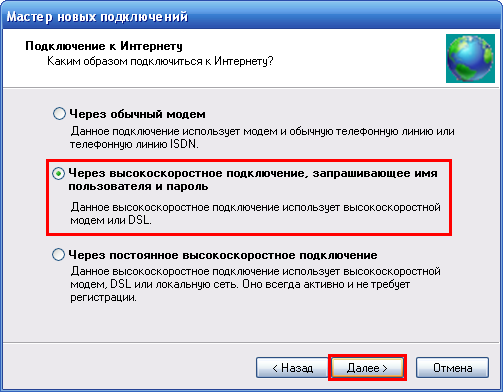 Мастер новых подключений
Подключение к Интернету
Каким образом подключиться к Интернету?
Через обычный модем
Данное подключение использует модем и обычную телефонную линию или
телефонную линию ISDN.
Через высокоскоростное подключение, запрашивающее имя
пользователя и пароль
Данное высокоскоростное подключение использует высокоскоростной
модем или DSL.
Через постоянное высокоскоростное подключение
Данное высокоскоростное подключение использует высокоскоростной
модем, DSL или локальную сеть. Оно всегда активно и не требует
регистрации.
< Назад
Далее >
Отмена